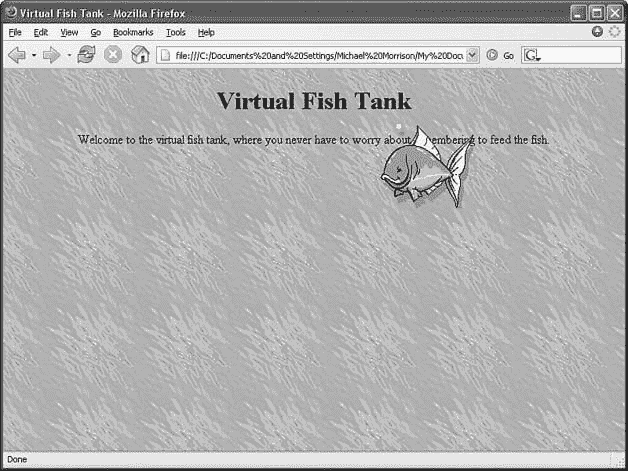 Virtual Fish Tank - Mozilla Firefox
File Edit View Go Bookmarks Tools Help
file:///C:/Documents%20and%20Settings/Michael%20Morrison/My%20Docu Go G
Virtual Fish Tank
Welcome to the virtual fish tank, where you never have to worry about embering to feed the fish.
Done